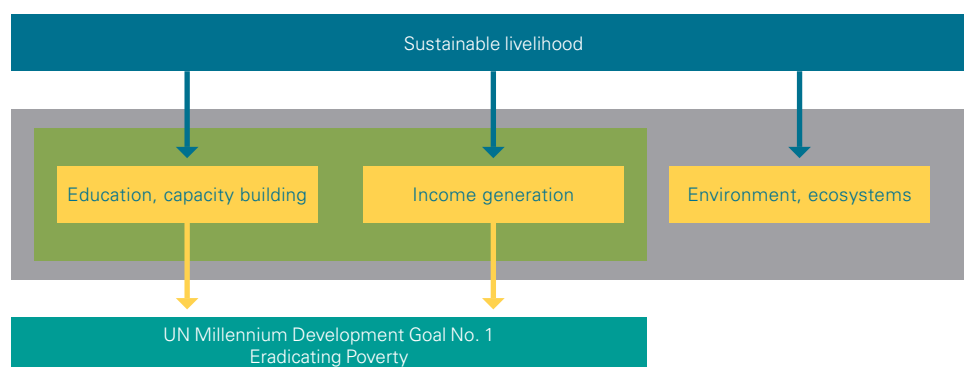 Sustainable livelihood
Education, capacity building
Income generation
Environment, ecosystems
UN Millennium Development Goal No. 1
Eradicating Poverty